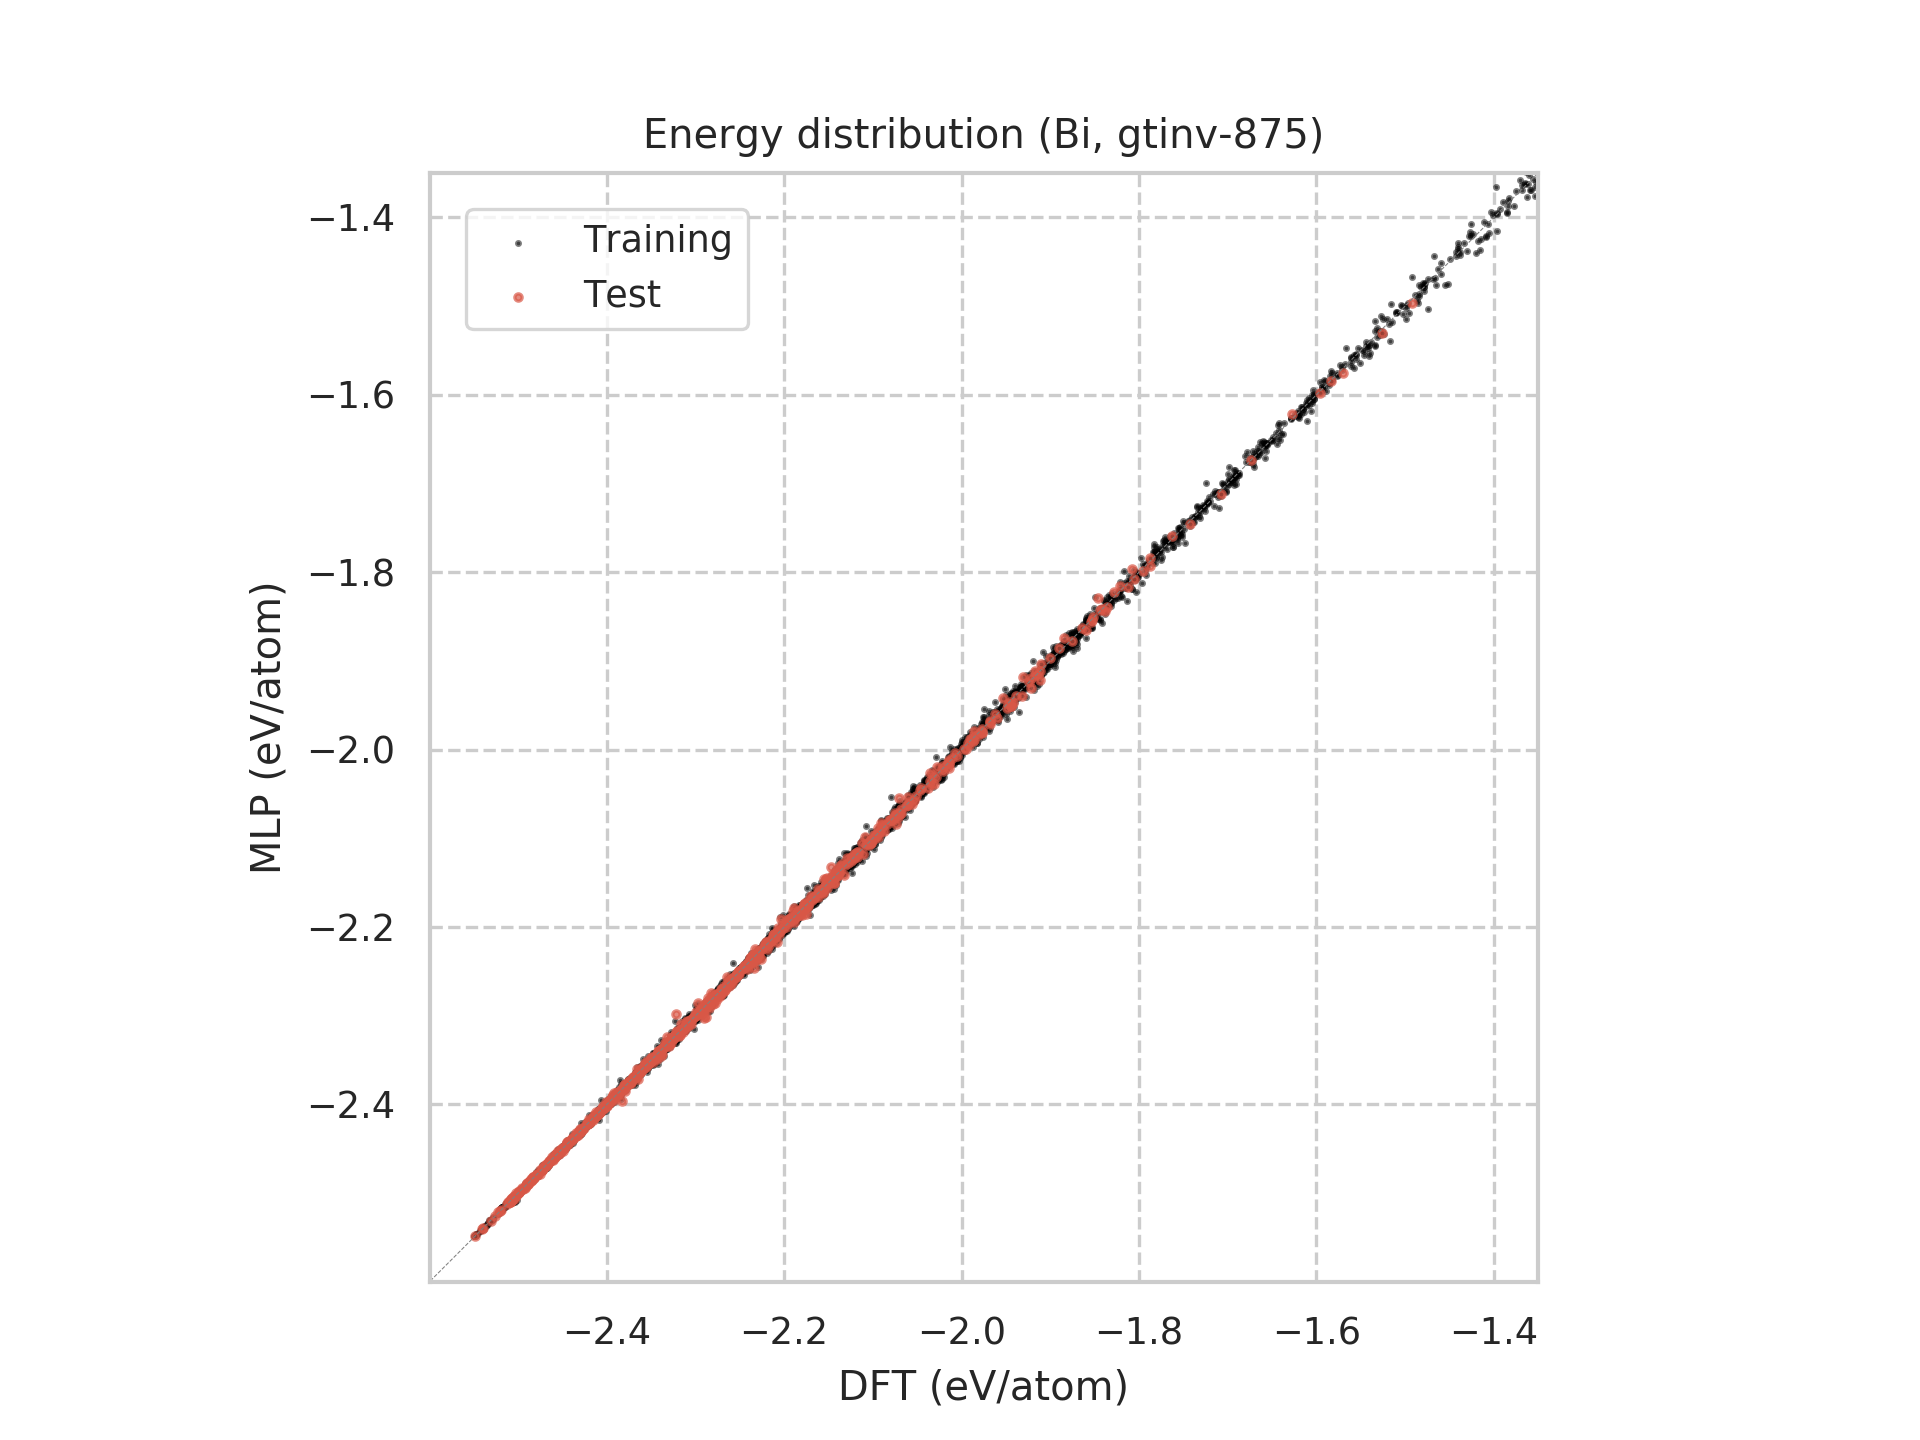 Energy distribution (Bi, gtinv-875)
Training
Test
−1.4
−1.6
−1.8
−2.0
−2.2
−2.4
MLP (eV/atom)
−2.4 −2.2 −2.0 −1.8 −1.6 −1.4
DFT (eV/atom)